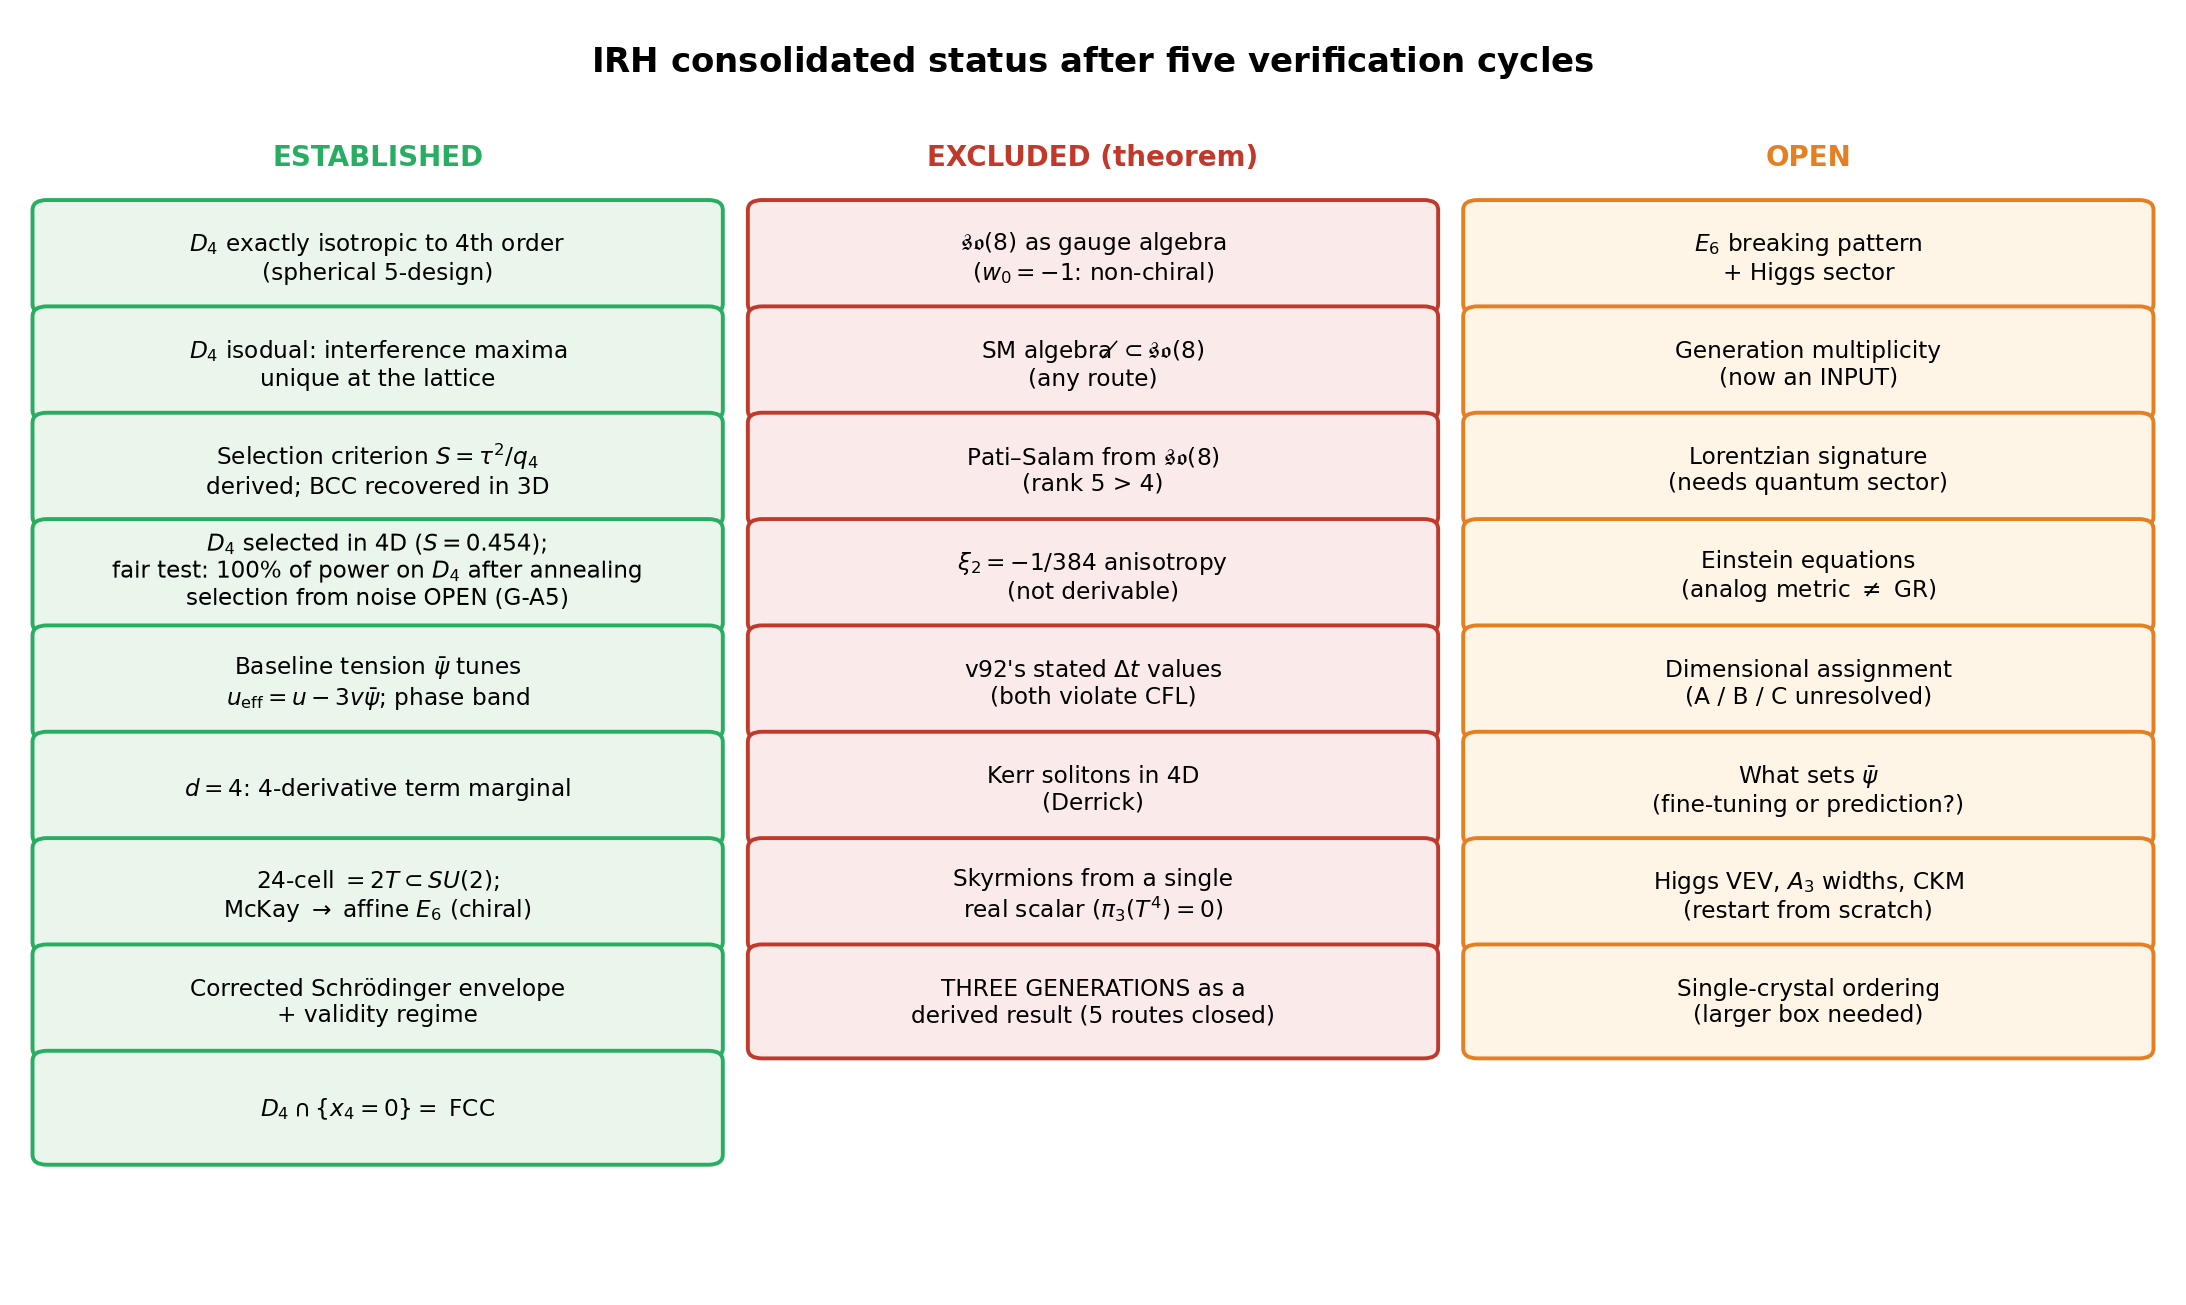 IRH consolidated status after five verification cycles
ESTABLISHED
D₄ exactly isotropic to 4th order
(spherical 5-design)
D₄ isodual: interference maxima
unique at the lattice
Selection criterion S = τ²/q₄
derived; BCC recovered in 3D
D₄ selected in 4D (S = 0.454);
fair test: 100% of power on D₄ after annealing
selection from noise OPEN (G-A5)
Baseline tension ψ̄ tunes
u_eff = u − 3vψ̄; phase band
d = 4: 4-derivative term marginal
24-cell = 2T ⊂ SU(2);
McKay → affine E₆ (chiral)
Corrected Schrödinger envelope
+ validity regime
D₄ ∩ {x₄ = 0} = FCC
EXCLUDED (theorem)
𝔰𝔬(8) as gauge algebra
(w₀ = −1: non-chiral)
SM algebra ̸ ⊂ 𝔰𝔬(8)
(any route)
Pati–Salam from 𝔰𝔬(8)
(rank 5 > 4)
ξ₂ = −1/384 anisotropy
(not derivable)
v92's stated Δt values
(both violate CFL)
Kerr solitons in 4D
(Derrick)
Skyrmions from a single
real scalar (π₃(T⁴) = 0)
THREE GENERATIONS as a
derived result (5 routes closed)
OPEN
E₆ breaking pattern
+ Higgs sector
Generation multiplicity
(now an INPUT)
Lorentzian signature
(needs quantum sector)
Einstein equations
(analog metric ≠ GR)
Dimensional assignment
(A / B / C unresolved)
What sets ψ̄
(fine-tuning or prediction?)
Higgs VEV, A₃ widths, CKM
(restart from scratch)
Single-crystal ordering
(larger box needed)